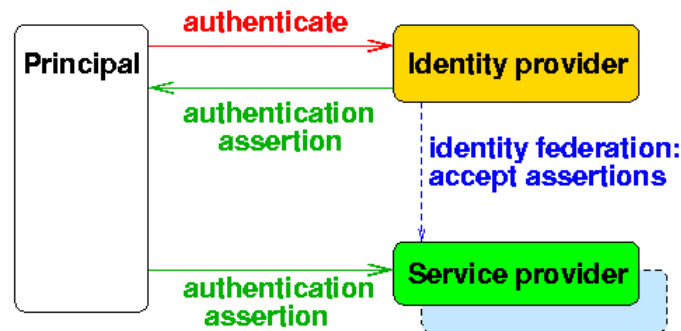 authenticate
Principal
Identity provider
authentication
assertion
identity federation:
accept assertions
Service provider
authentication
assertion